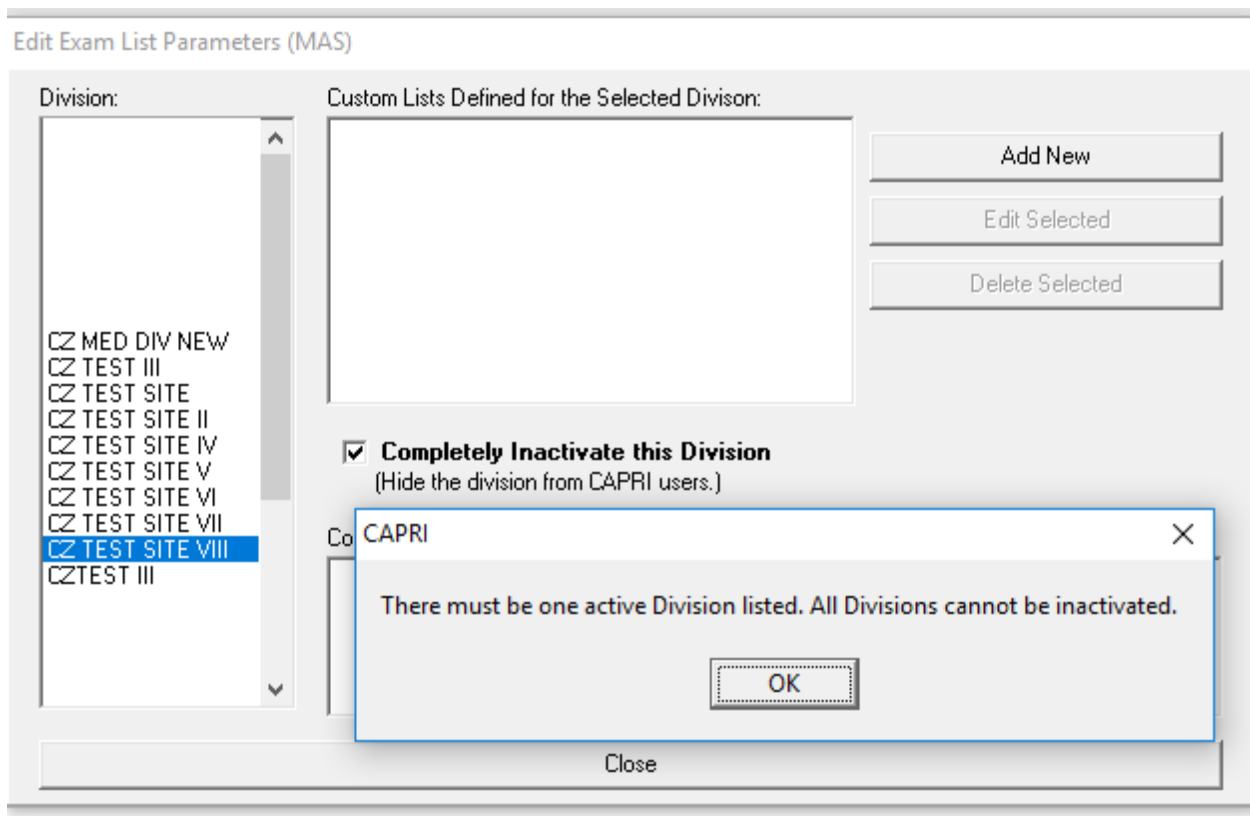 Edit Exam List Parameters (MAS)
Division:
Custom Lists Defined for the Selected Divison:
Add New
Edit Selected
Delete Selected
CZ MED DIV NEW
CZ TEST III
CZ TEST SITE
CZ TEST SITE II
CZ TEST SITE IV
CZ TEST SITE V
CZ TEST SITE VI
CZ TEST SITE VII
CZ TEST SITE VIII
CZTEST III
Completely Inactivate this Division
(Hide the division from CAPRI users.)
Co
CAPRI
There must be one active Division listed. All Divisions cannot be inactivated.
OK
Close